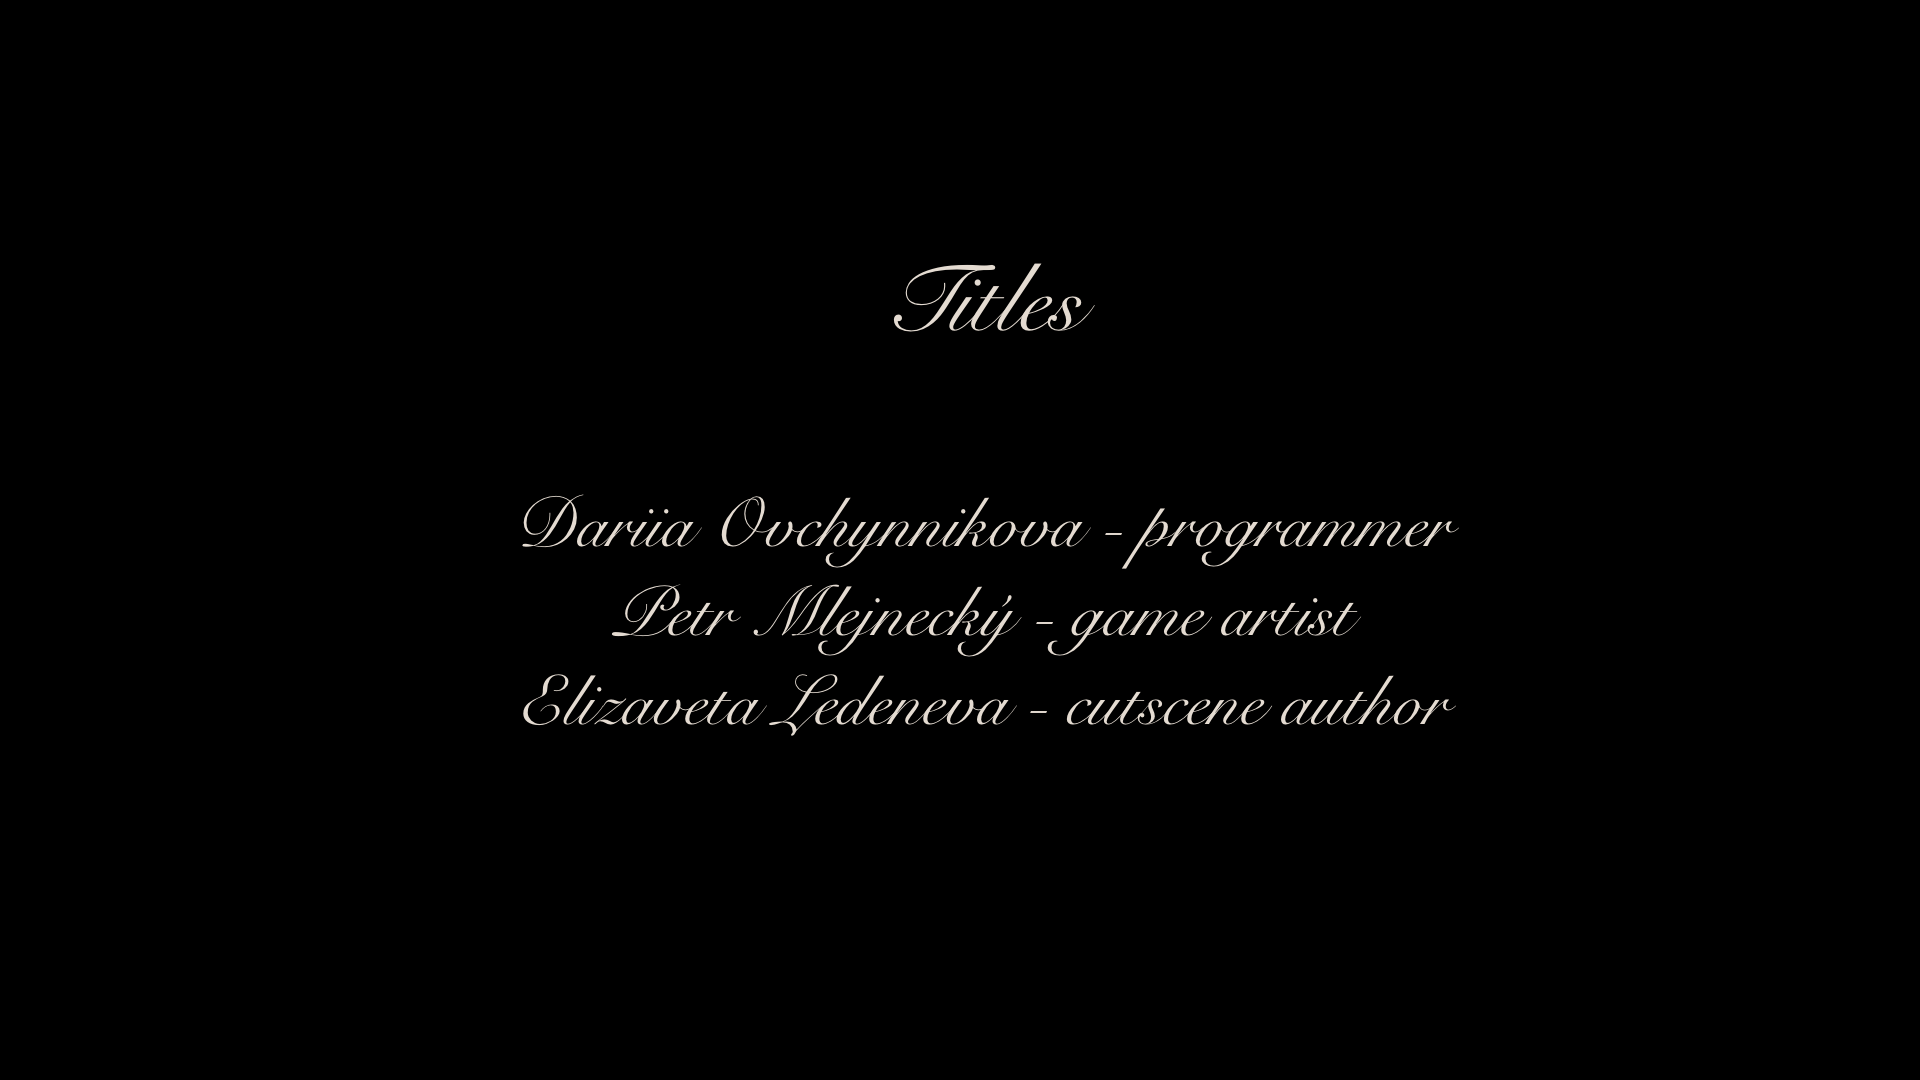 Titles
Dariia Ovchynnikova - programmer
Petr Mlejnecký - game artist
Elizaveta Ledeneva - cutscene author